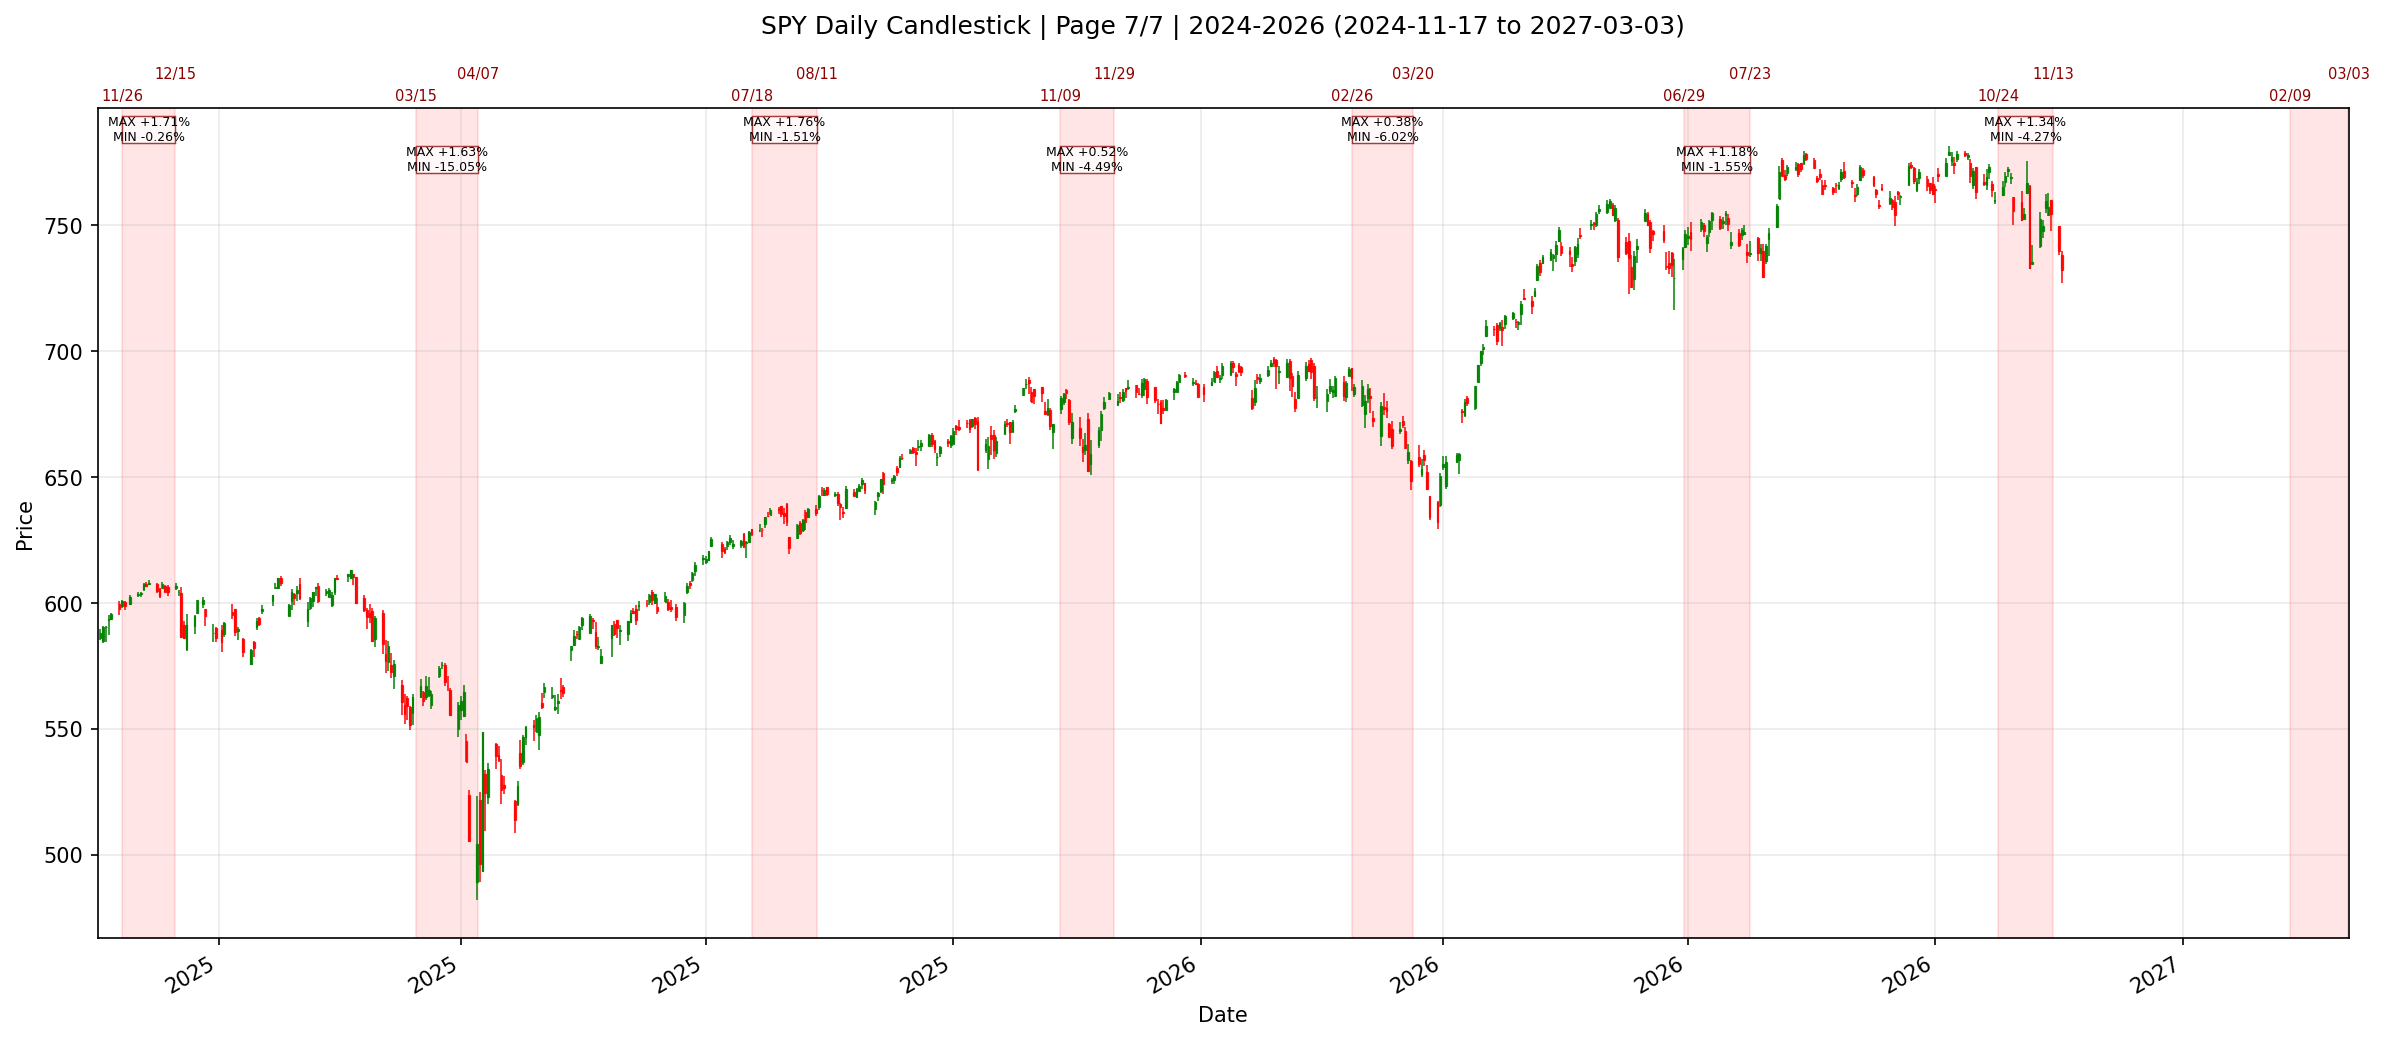 SPY Daily Candlestick | Page 7/7 | 2024-2026 (2024-11-17 to 2027-03-03)
12/15 04/07 08/11 11/29 03/20 07/23 11/13 03/03
11/26 03/15 07/18 11/09 02/26 06/29 10/24 02/09
MAX +1.71%
MIN -0.26%
MAX +1.63%
MIN -15.05%
MAX +1.76%
MIN -1.51%
MAX +0.52%
MIN -4.49%
MAX +0.38%
MIN -6.02%
MAX +1.18%
MIN -1.55%
MAX +1.34%
MIN -4.27%
750
700
650
600
550
500
Price
2025 2025 2025 2025 2026 2026 2026 2026 2027
Date